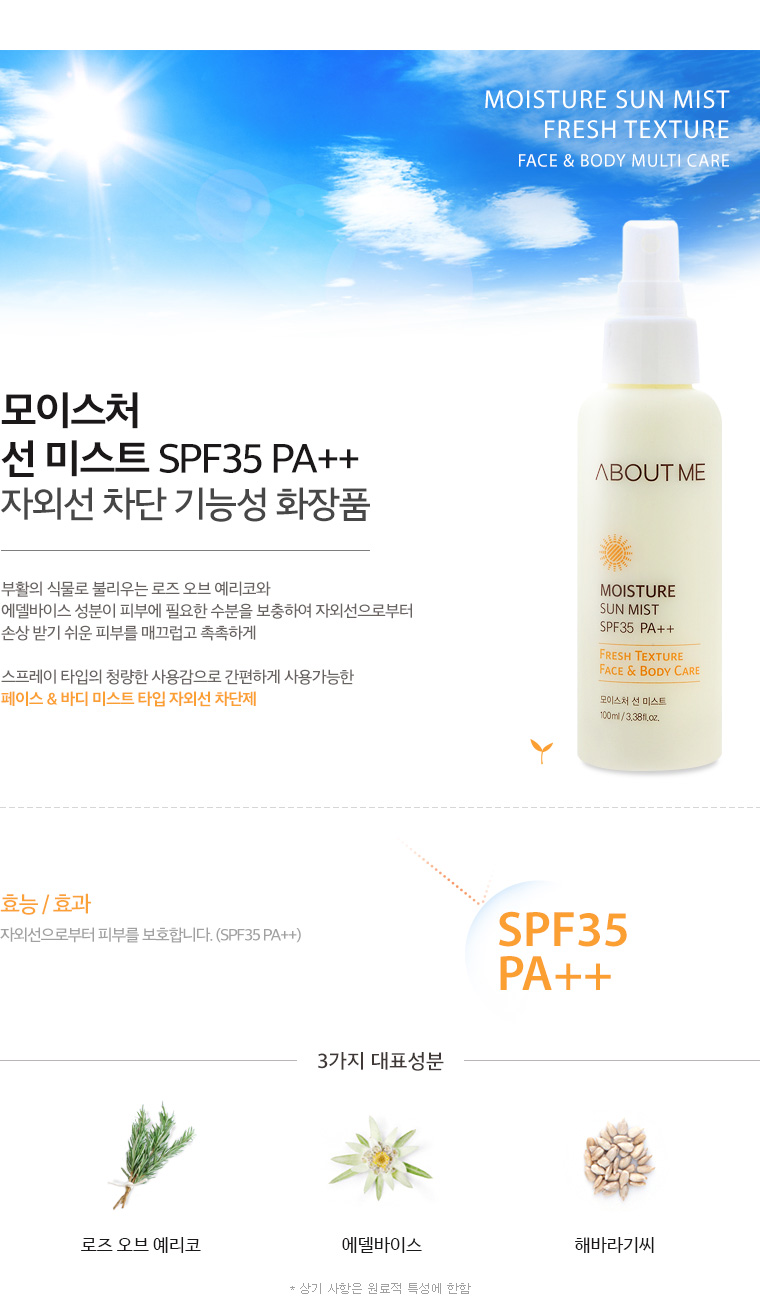 MOISTURE SUN MIST
FRESH TEXTURE
FACE & BODY MULTI CARE
모이스처
선 미스트 SPF35 PA++
자외선 차단 기능성 화장품
부활의 식물로 불리우는 로즈 오브 예리코와
에델바이스 성분이 피부에 필요한 수분을 보충하여 자외선으로부터
손상 받기 쉬운 피부를 매끄럽고 촉촉하게
스프레이 타입의 청량한 사용감으로 간편하게 사용가능한
페이스 & 바디 미스트 타입 자외선 차단제
ABOUT ME
MOISTURE
SUN MIST
SPF35 PA++
FRESH TEXTURE
FACE & BODY CARE
모이스처 선 미스트
100ml / 3,38fl.oz.
효능 / 효과
자외선으로부터 피부를 보호합니다. (SPF35 PA++)
SPF35
PA++
3가지 대표성분
로즈 오브 예리코
에델바이스
해바라기씨
* 상기 사항은 원료적 특성에 한함